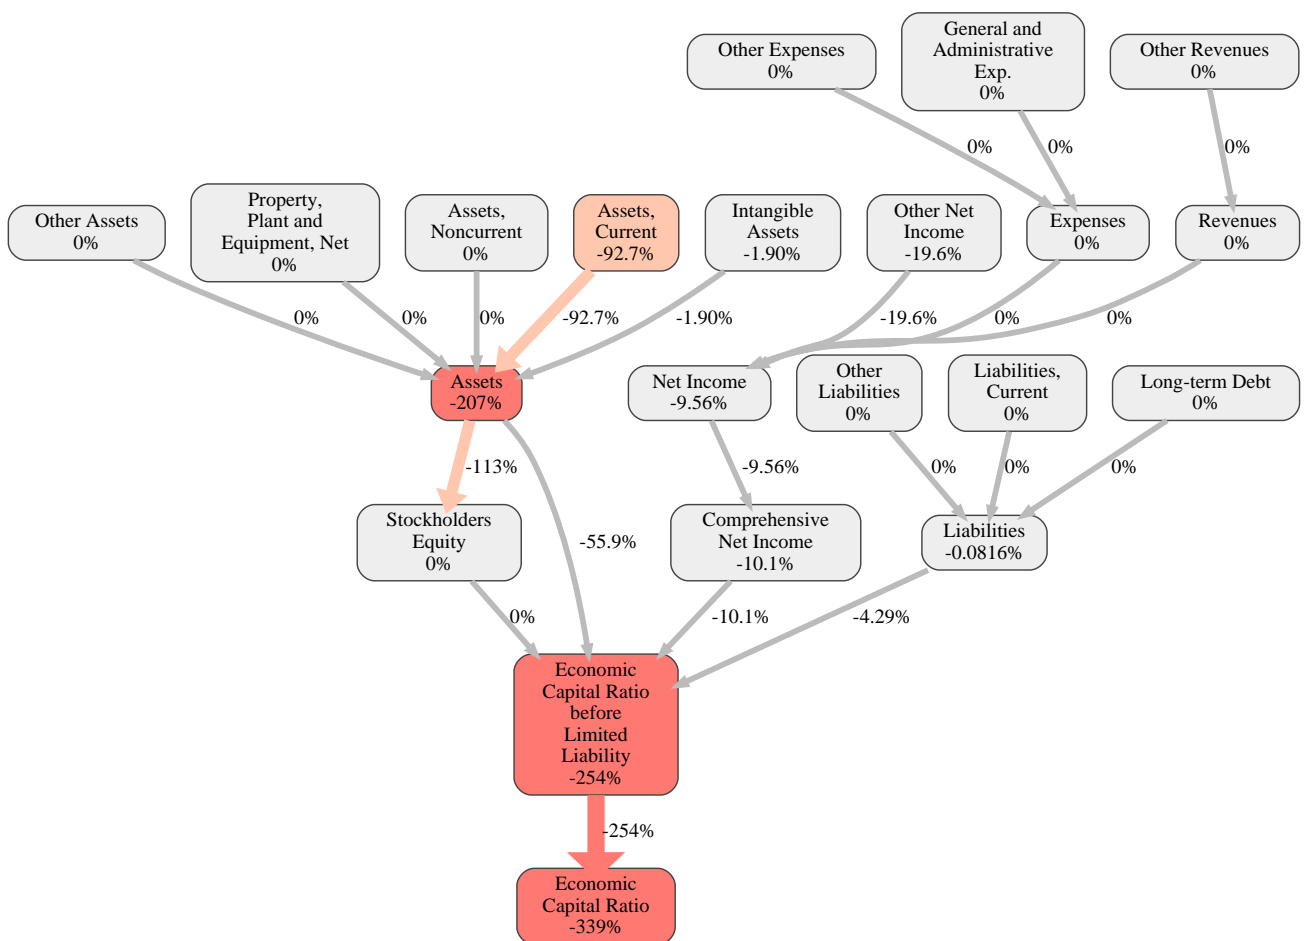 Other Expenses
0%
General and
Administrative
Exp.
0%
Other Revenues
0%
0%
0%
0%
Other Assets
0%
Property,
Plant and
Equipment, Net
0%
Assets,
Noncurrent
0%
Assets,
Current
-92.7%
Intangible
Assets
-1.90%
Other Net
Income
-19.6%
Expenses
0%
Revenues
0%
0%
0%
0%
-92.7%
-1.90%
-19.6%
0%
0%
Assets
-207%
Net Income
-9.56%
Other
Liabilities
0%
Liabilities,
Current
0%
Long-term Debt
0%
-113%
-9.56%
0%
0%
0%
Stockholders
Equity
0%
-55.9%
Comprehensive
Net Income
-10.1%
Liabilities
-0.0816%
0%
-10.1%
-4.29%
Economic
Capital Ratio
before
Limited
Liability
-254%
-254%
Economic
Capital Ratio
-339%